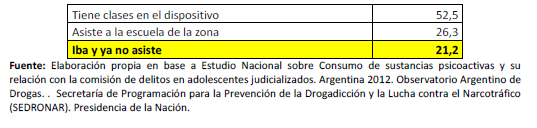 Tiene clases en el dispositivo 52,5
Asiste a la escuela de la zona 26,3
Iba y ya no asiste 21,2
Fuente: Elaboración propia en base a Estudio Nacional sobre Consumo de sustancias psicoactivas y su
relación con la comisión de delitos en adolescentes judicializados. Argentina 2012. Observatorio Argentino de
Drogas. . Secretaría de Programación para la Prevención de la Drogadicción y la Lucha contra el Narcotráfico
(SEDRONAR). Presidencia de la Nación.